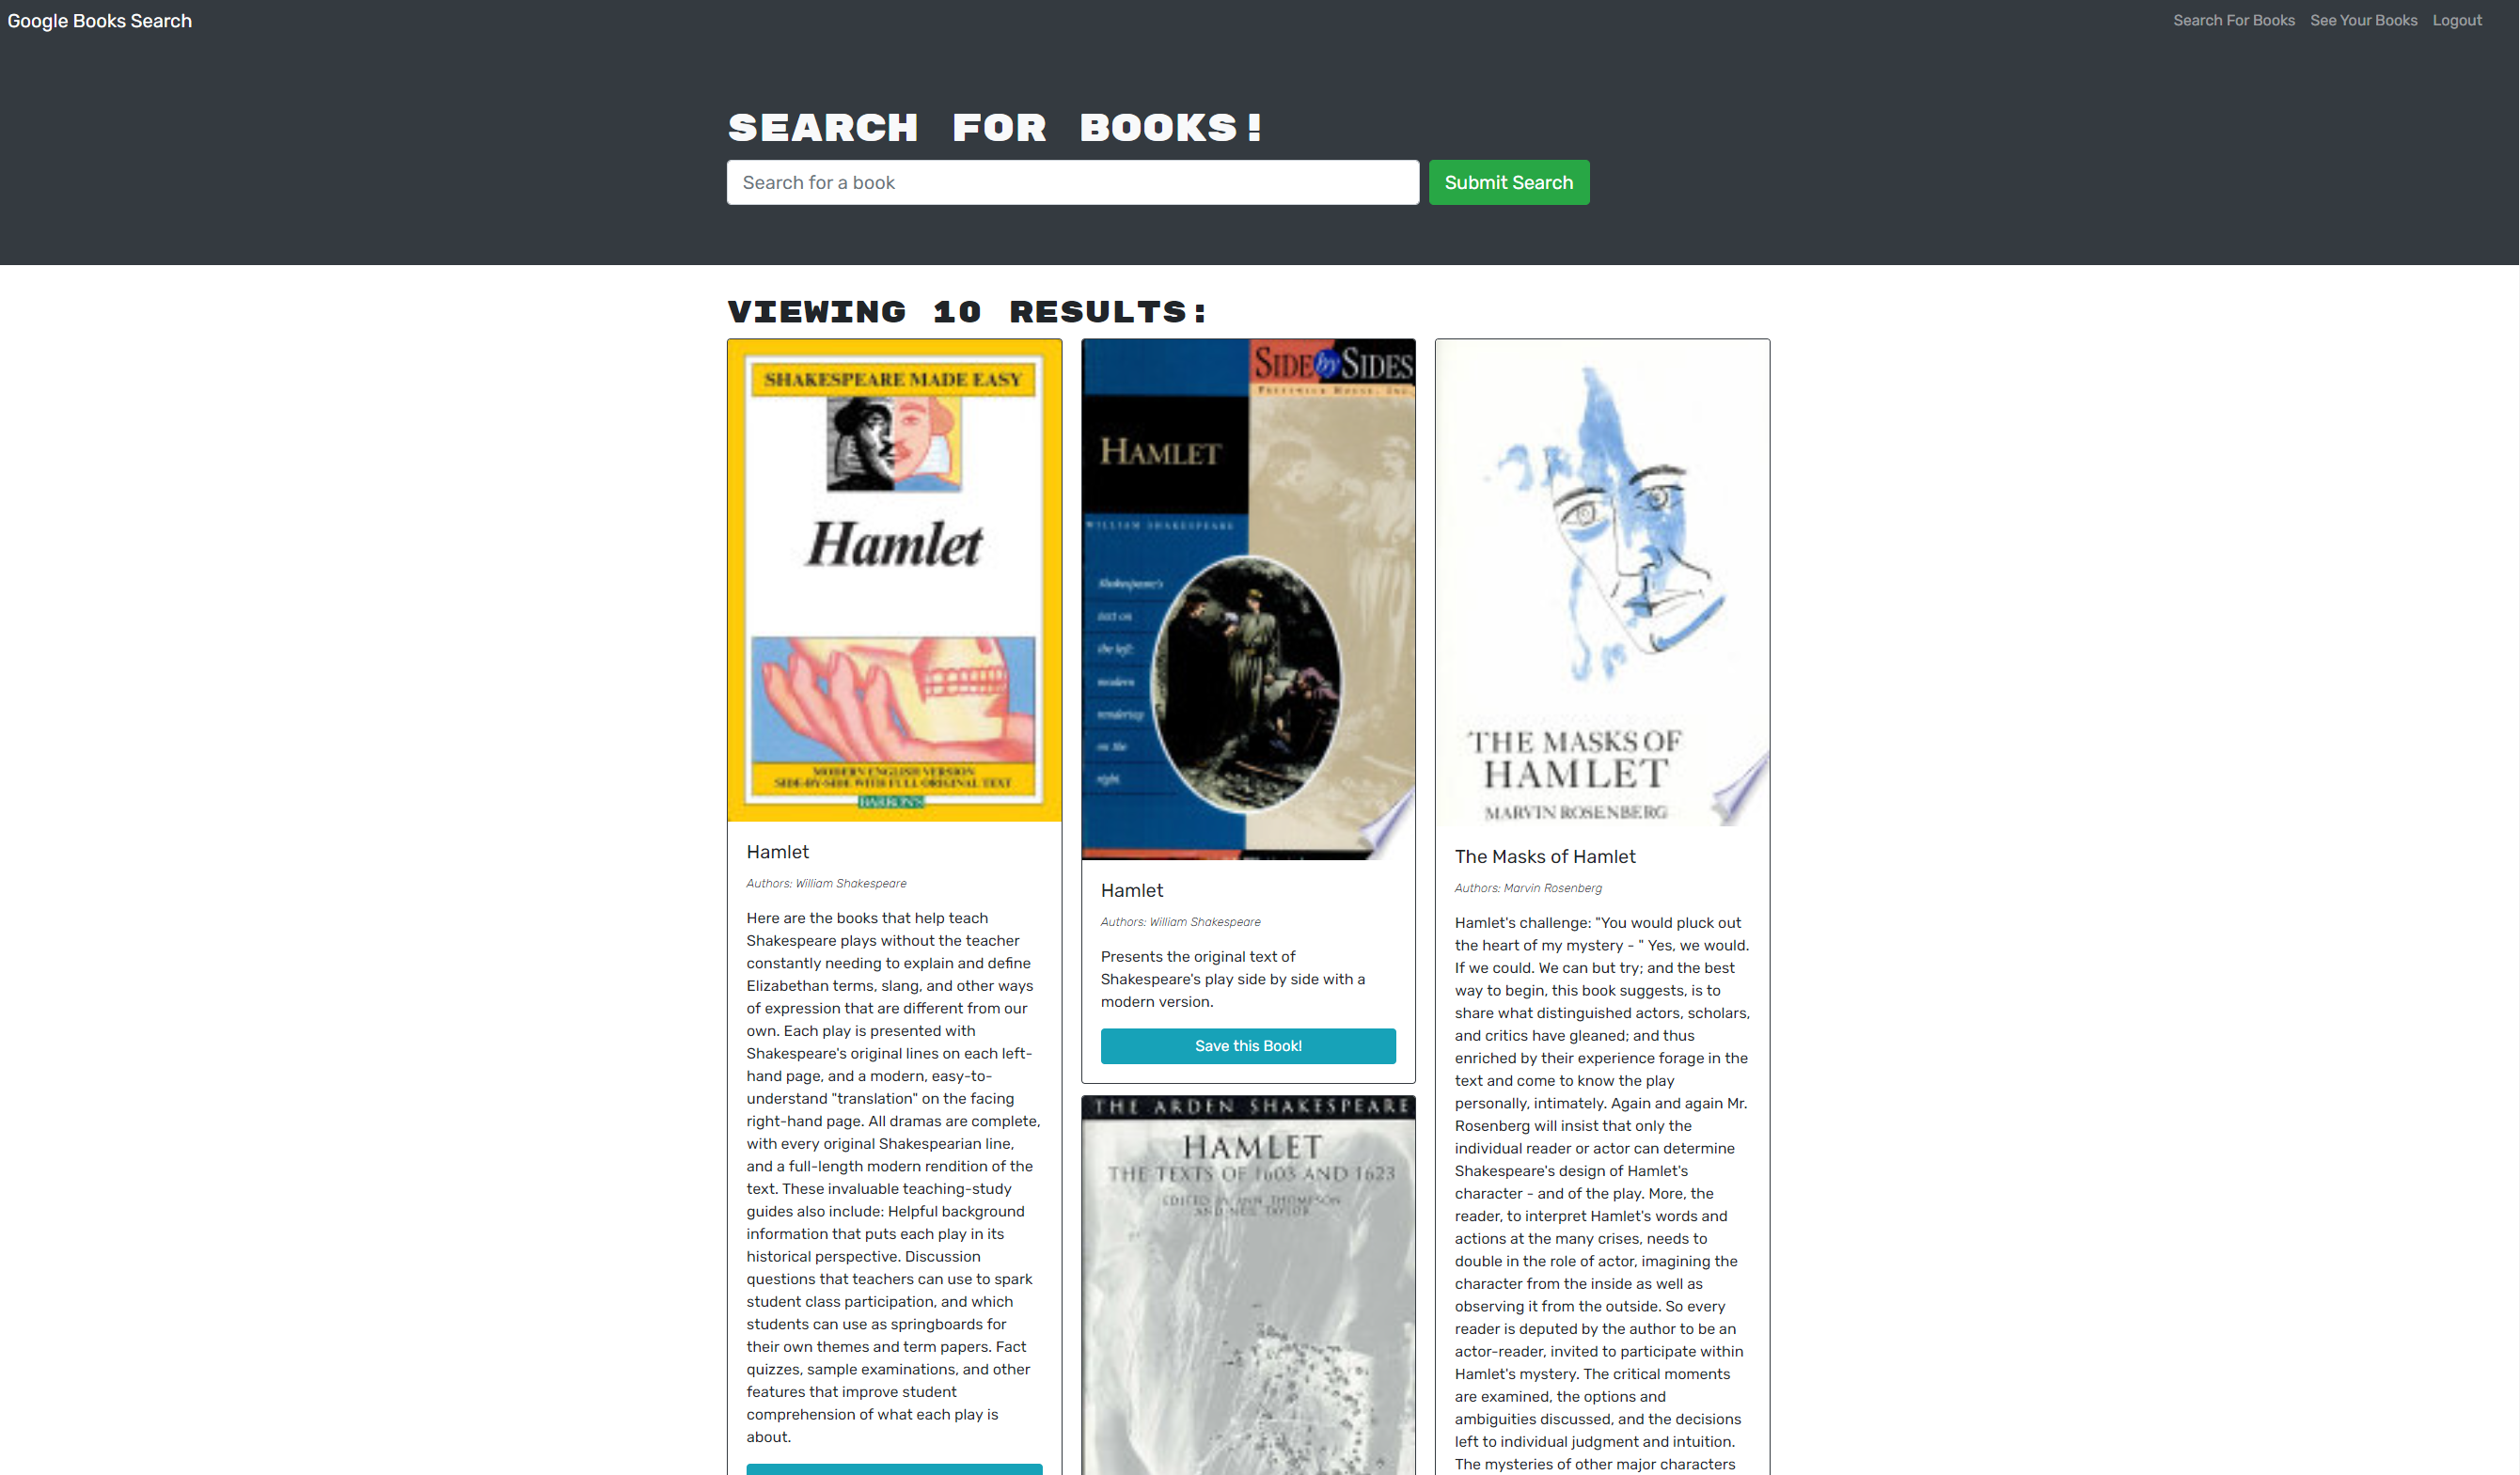 Google Books Search
Search For Books
See Your Books
Logout
SEARCH FOR BOOKS!
Search for a book
Submit Search
VIEWING 10 RESULTS:
SHAKESPEARE MADE EASY
Hamlet
MODERN ENGLISH VERSION
SIDE-BY-SIDE WITH FULL ORIGINAL TEXT
BARRON'S
Hamlet
Authors: William Shakespeare
Here are the books that help teach
Shakespeare plays without the teacher
constantly needing to explain and define
Elizabethan terms, slang, and other ways
of expression that are different from our
own. Each play is presented with
Shakespeare's original lines on each left-
hand page, and a modern, easy-to-
understand "translation" on the facing
right-hand page. All dramas are complete,
with every original Shakespearian line,
and a full-length modern rendition of the
text. These invaluable teaching-study
guides also include: Helpful background
information that puts each play in its
historical perspective. Discussion
questions that teachers can use to spark
student class participation, and which
students can use as springboards for
their own themes and term papers. Fact
quizzes, sample examinations, and other
features that improve student
comprehension of what each play is
about.
SIDE by SIDES
PRESTWICK HOUSE, INC.
HAMLET
WILLIAM SHAKESPEARE
Shakespeare's
text on
the left;
modern
rendering
on the
right.
Hamlet
Authors: William Shakespeare
Presents the original text of
Shakespeare's play side by side with a
modern version.
Save this Book!
THE ARDEN SHAKESPEARE
HAMLET
THE TEXTS OF 1603 AND 1623
EDITED BY ANN THOMPSON
AND NEIL TAYLOR
THE MASKS OF
HAMLET
MARVIN ROSENBERG
The Masks of Hamlet
Authors: Marvin Rosenberg
Hamlet's challenge: "You would pluck out
the heart of my mystery - " Yes, we would.
If we could. We can but try; and the best
way to begin, this book suggests, is to
share what distinguished actors, scholars,
and critics have gleaned; and thus
enriched by their experience forage in the
text and come to know the play
personally, intimately. Again and again Mr.
Rosenberg will insist that only the
individual reader or actor can determine
Shakespeare's design of Hamlet's
character - and of the play. More, the
reader, to interpret Hamlet's words and
actions at the many crises, needs to
double in the role of actor, imagining the
character from the inside as well as
observing it from the outside. So every
reader is deputed by the author to be an
actor-reader, invited to participate within
Hamlet's mystery. The critical moments
are examined, the options and
ambiguities discussed, and the decisions
left to individual judgment and intuition.
The mysteries of other major characters